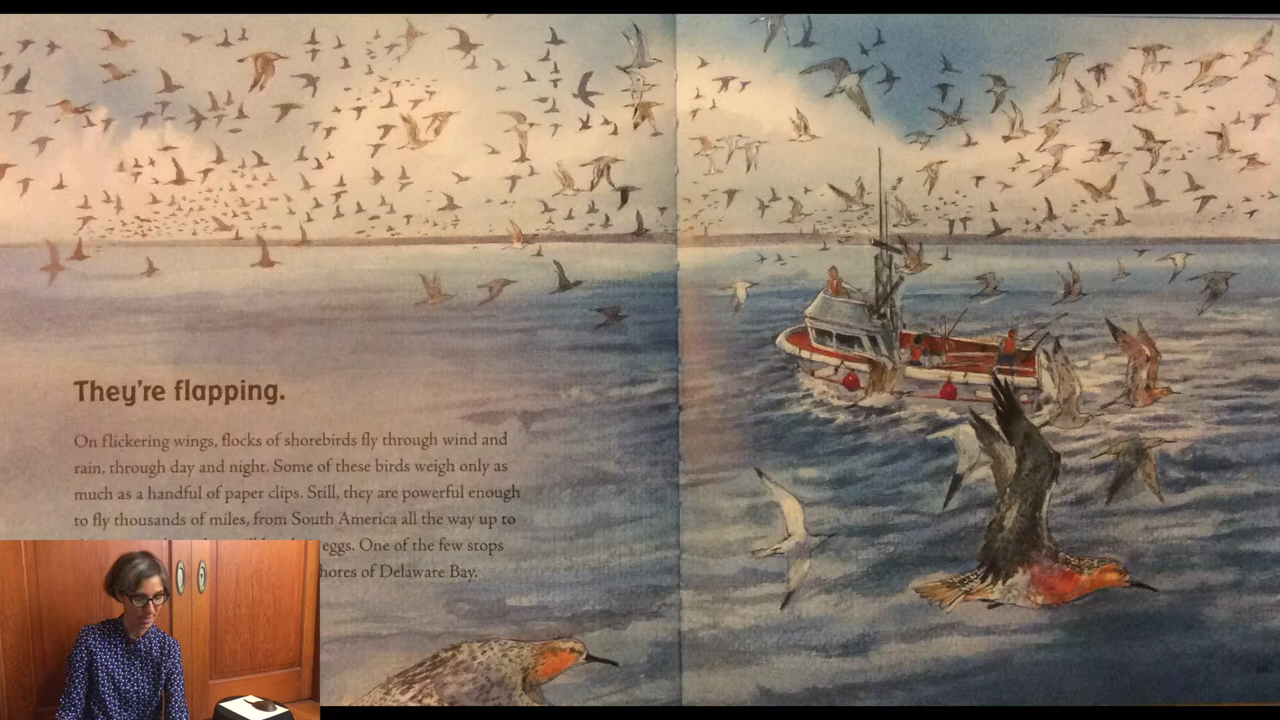 They're flapping.
On flickering wings, flocks of shorebirds fly through wind and
rain, through day and night. Some of these birds weigh only as
much as a handful of paper clips. Still, they are powerful enough
to fly thousands of miles, from South America all the way up to
eggs. One of the few stops
hores of Delaware Bay.